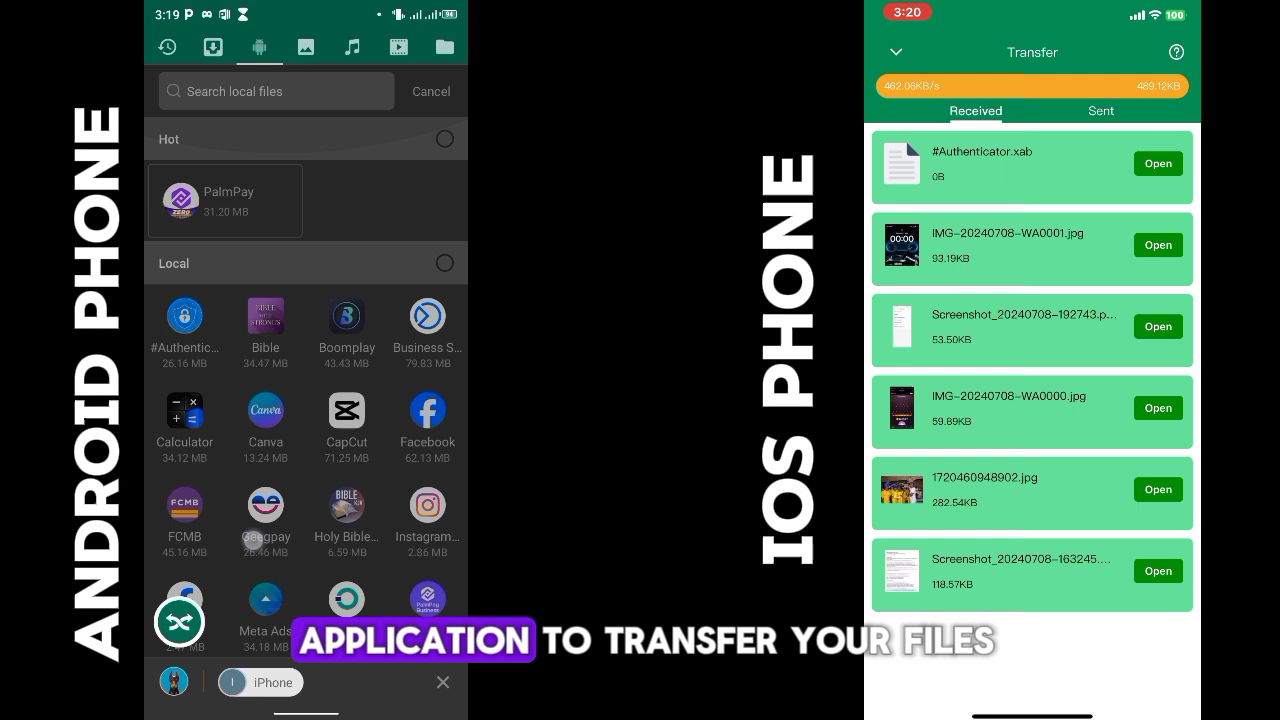 ANDROID PHONE
3:19
94
Search local files
Cancel
Hot
PalmPay
31.20 MB
ZERO
Local
#Authentic...
Bible
Boomplay
Business S...
26.16 MB
34.47 MB
43.43 MB
79.83 MB
Calculator
Canva
CapCut
Facebook
34.12 MB
13.24 MB
71.25 MB
62.13 MB
FCMB
Geegpay
Holy Bible...
Instagram...
45.16 MB
26.46 MB
6.59 MB
2.86 MB
Meta Ads
34.18 MB
I iPhone
IOS PHONE
3:20
100
Transfer
462.06KB/s
489.12KB
Received
Sent
#Authenticator.xab
0B
Open
IMG-20240708-WA0001.jpg
93.19KB
Open
Screenshot_20240708-192743.p...
53.50KB
Open
IMG-20240708-WA0000.jpg
59.89KB
Open
1720460948902.jpg
282.54KB
Open
Screenshot_20240708-163245....
118.57KB
Open
APPLICATION TO TRANSFER YOUR FILES